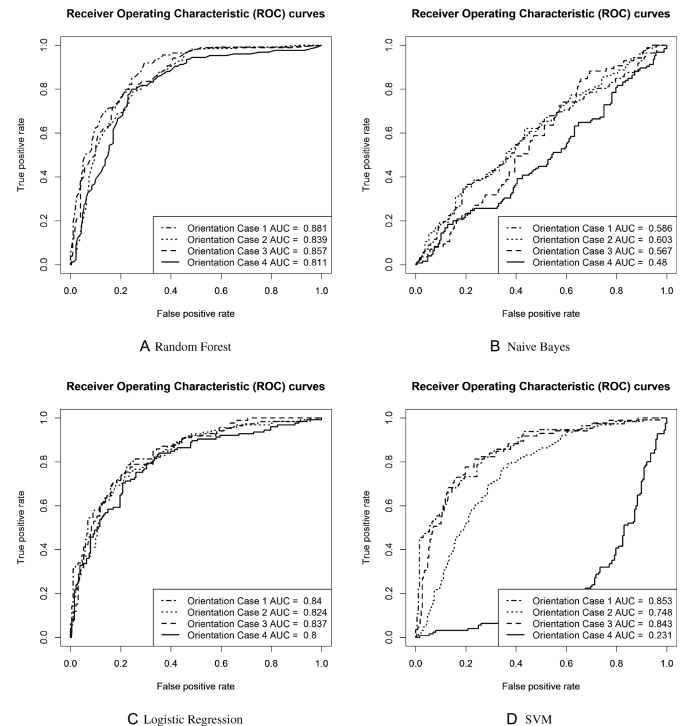 Receiver Operating Characteristic (ROC) curves
True positive rate
0.0 0.2 0.4 0.6 0.8 1.0
Orientation Case 1 AUC = 0.881
Orientation Case 2 AUC = 0.839
Orientation Case 3 AUC = 0.857
Orientation Case 4 AUC = 0.811
0.0 0.2 0.4 0.6 0.8 1.0
False positive rate
A Random Forest
Receiver Operating Characteristic (ROC) curves
True positive rate
0.0 0.2 0.4 0.6 0.8 1.0
Orientation Case 1 AUC = 0.586
Orientation Case 2 AUC = 0.603
Orientation Case 3 AUC = 0.567
Orientation Case 4 AUC = 0.48
0.0 0.2 0.4 0.6 0.8 1.0
False positive rate
B Naive Bayes
Receiver Operating Characteristic (ROC) curves
True positive rate
0.0 0.2 0.4 0.6 0.8 1.0
Orientation Case 1 AUC = 0.84
Orientation Case 2 AUC = 0.824
Orientation Case 3 AUC = 0.837
Orientation Case 4 AUC = 0.8
0.0 0.2 0.4 0.6 0.8 1.0
False positive rate
C Logistic Regression
Receiver Operating Characteristic (ROC) curves
True positive rate
0.0 0.2 0.4 0.6 0.8 1.0
Orientation Case 1 AUC = 0.853
Orientation Case 2 AUC = 0.748
Orientation Case 3 AUC = 0.843
Orientation Case 4 AUC = 0.231
0.0 0.2 0.4 0.6 0.8 1.0
False positive rate
D SVM